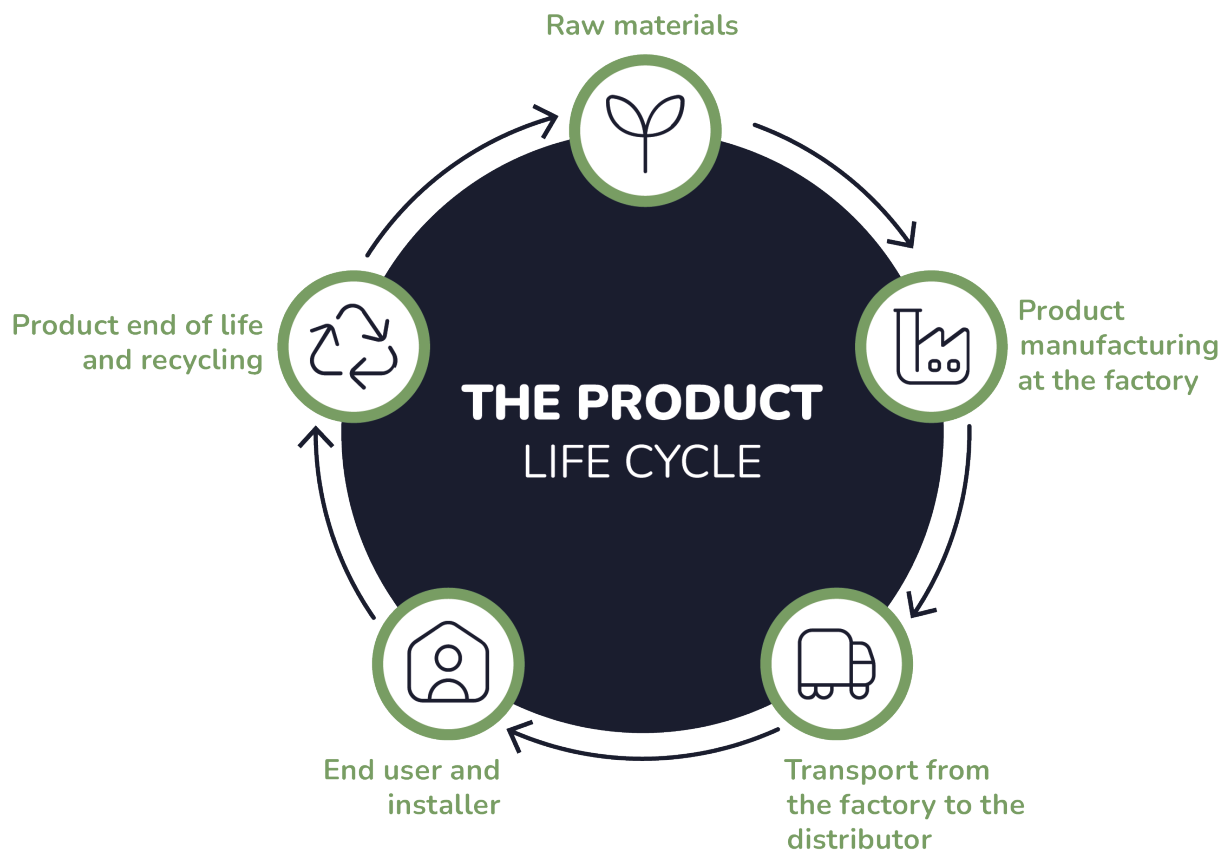 Raw materials
Product
manufacturing
at the factory
Transport from
the factory to the
distributor
End user and
installer
Product end of life
and recycling
THE PRODUCT
LIFE CYCLE